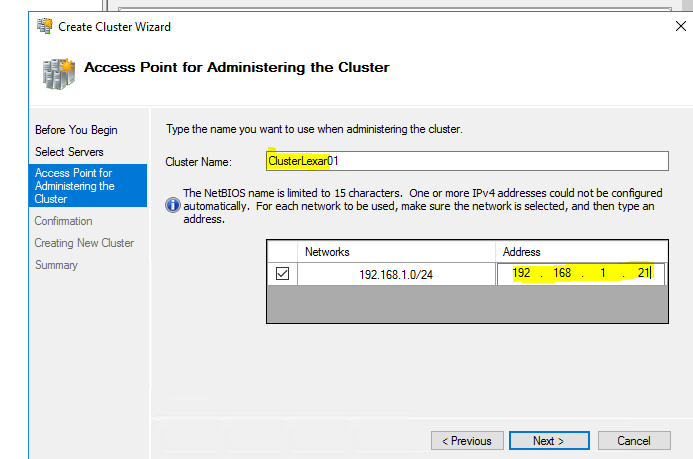 Create Cluster Wizard
Access Point for Administering the Cluster
Before You Begin
Select Servers
Access Point for
Administering the
Cluster
Confirmation
Creating New Cluster
Summary
Type the name you want to use when administering the cluster.
Cluster Name:
ClusterLexar01
The NetBIOS name is limited to 15 characters. One or more IPv4 addresses could not be configured
automatically. For each network to be used, make sure the network is selected, and then type an
address.
Networks Address
192.168.1.0/24 192 . 168 . 1 . 21
< Previous Next > Cancel